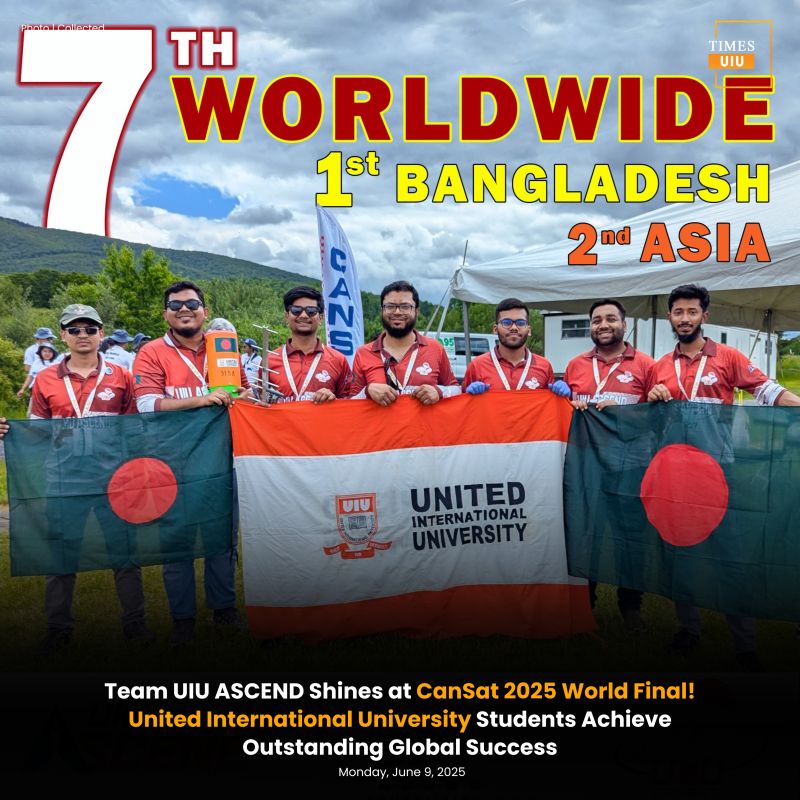 Photo | Collected
7TH
WORLDWIDE
1st BANGLADESH
2nd ASIA
TIMES
UIU
CANS
UIU
UNITED
INTERNATIONAL
UNIVERSITY
Team UIU ASCEND Shines at CanSat 2025 World Final!
United International University Students Achieve
Outstanding Global Success
Monday, June 9, 2025